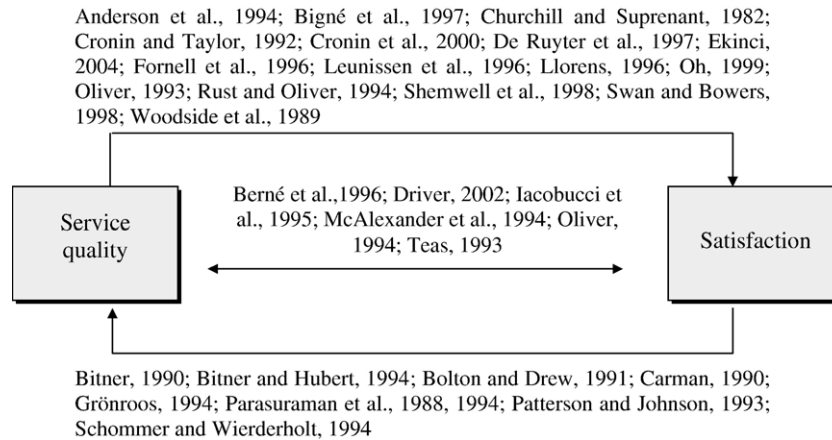 Anderson et al., 1994; Bigné et al., 1997; Churchill and Suprenant, 1982;
Cronin and Taylor, 1992; Cronin et al., 2000; De Ruyter et al., 1997; Ekinci,
2004; Fornell et al., 1996; Leunissen et al., 1996; Llorens, 1996; Oh, 1999;
Oliver, 1993; Rust and Oliver, 1994; Shemwell et al., 1998; Swan and Bowers,
1998; Woodside et al., 1989
Service
quality
Berné et al.,1996; Driver, 2002; Iacobucci et
al., 1995; McAlexander et al., 1994; Oliver,
1994; Teas, 1993
Satisfaction
Bitner, 1990; Bitner and Hubert, 1994; Bolton and Drew, 1991; Carman, 1990;
Grönroos, 1994; Parasuraman et al., 1988, 1994; Patterson and Johnson, 1993;
Schommer and Wierderholt, 1994